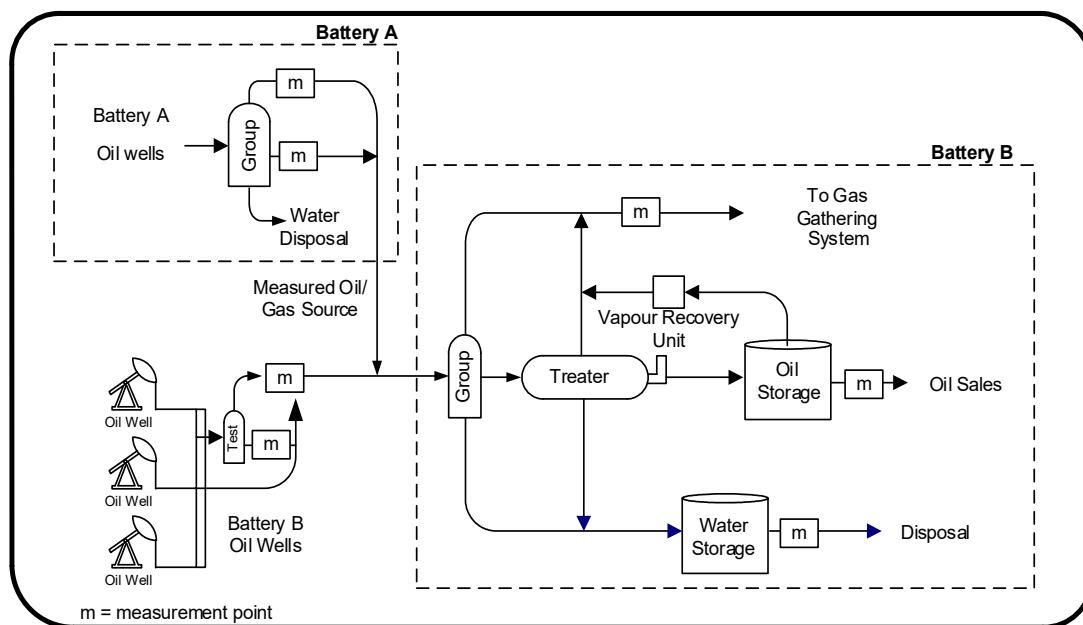 Battery A
m
Battery A
Oil wells
Group
m
Water
Disposal
Battery B
m
To Gas
Gathering
System
Measured Oil/
Gas Source
Vapour Recovery
Unit
m
Group
Treater
Oil
Storage
m
Oil Sales
Oil Well
Test
m
Oil Well
Battery B
Oil Wells
Water
Storage
m
Disposal
Oil Well
m = measurement point